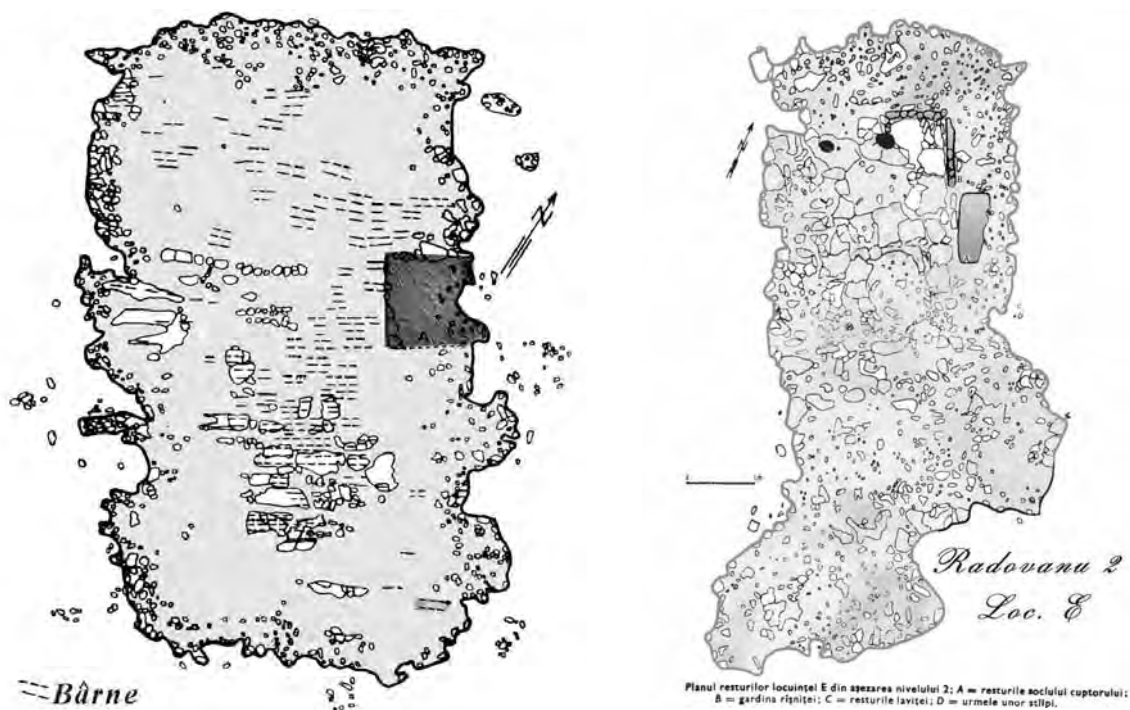 Bârne
Radovanu 2
Loc. E
Planul resturilor locuinței E din așezarea nivelului 2; A = resturile soclului cuptorului;
B = gardina rîșniței; C = resturile laviței; D = urmele unor stîlpi.